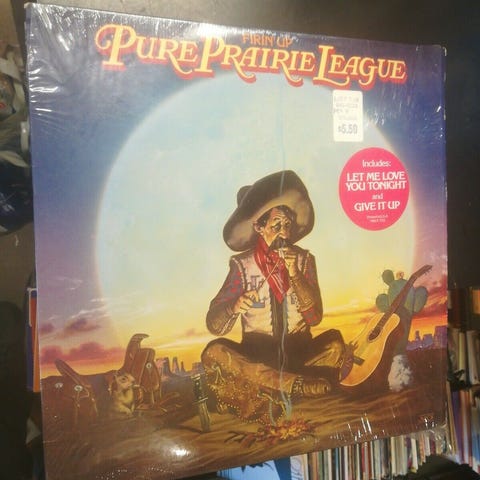 FIRIN' UP
PURE PRAIRIE LEAGUE
$5.50
Includes:
LET ME LOVE
YOU TONIGHT
and
GIVE IT UP